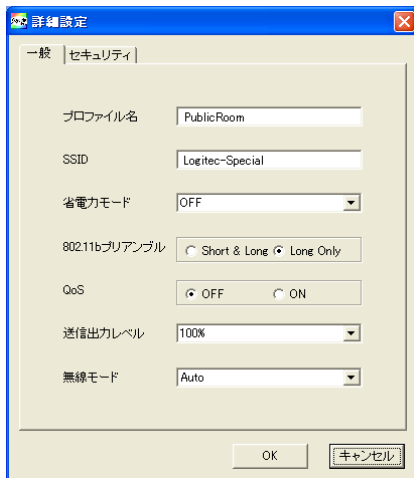 詳細設定
一般 セキュリティ
プロファイル名 PublicRoom
SSID Logitec-Special
省電力モード OFF
802.11bプリアンブル Short & Long Long Only
QoS OFF ON
送信出力レベル 100%
無線モード Auto
OK キャンセル